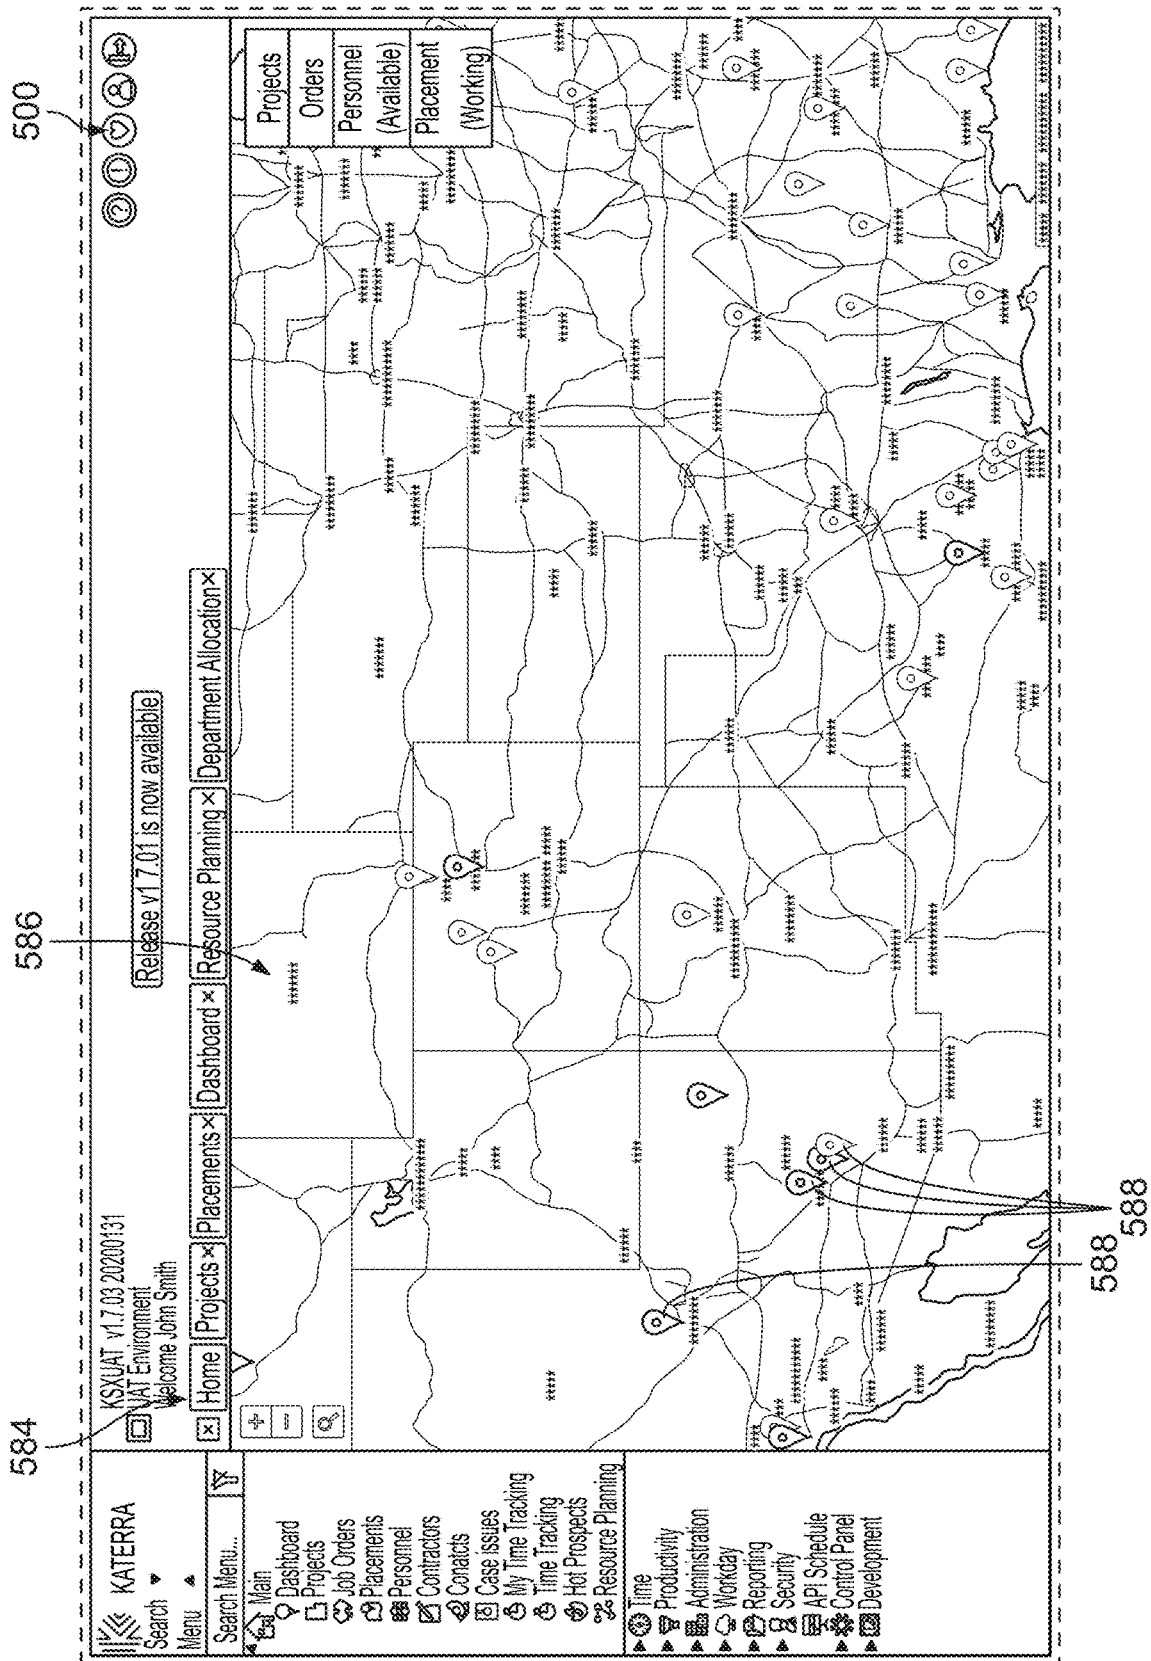 500
586
584
KATERRA
Search
Menu
Search Menu...
Main
Dashboard
Projects
Job Orders
Placements
Personnel
Contractors
Conatcts
Case issues
My Time Tracking
Time Tracking
Hot Prospects
Resource Planning
Time
Productivity
Administration
Workday
Reporting
Security
API Schedule
Control Panel
Development
KSXUAT v1.7.03 20200131
UAT Environment
Welcome John Smith
Release v1 7.01 is now available
Home Projects × Placements × Dashboard × Resource Planning × Department Allocation ×
Projects
Orders
Personnel
(Available)
Placement
(Working)
588
588